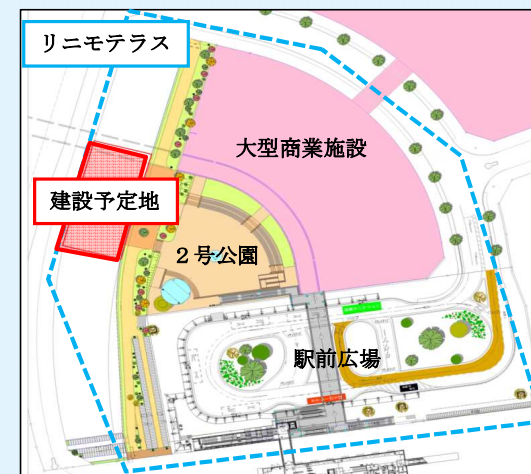 リニモテラス
大型商業施設
建設予定地
２号公園
駅前広場